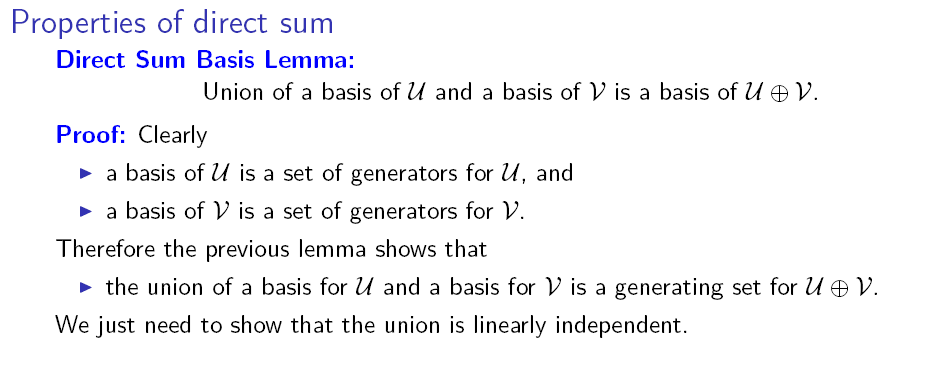 Properties of direct sum
Direct Sum Basis Lemma:
Union of a basis of 𝒰 and a basis of 𝒱 is a basis of 𝒰 ⊕ 𝒱.
Proof: Clearly
▶ a basis of 𝒰 is a set of generators for 𝒰, and
▶ a basis of 𝒱 is a set of generators for 𝒱.
Therefore the previous lemma shows that
▶ the union of a basis for 𝒰 and a basis for 𝒱 is a generating set for 𝒰 ⊕ 𝒱.
We just need to show that the union is linearly independent.